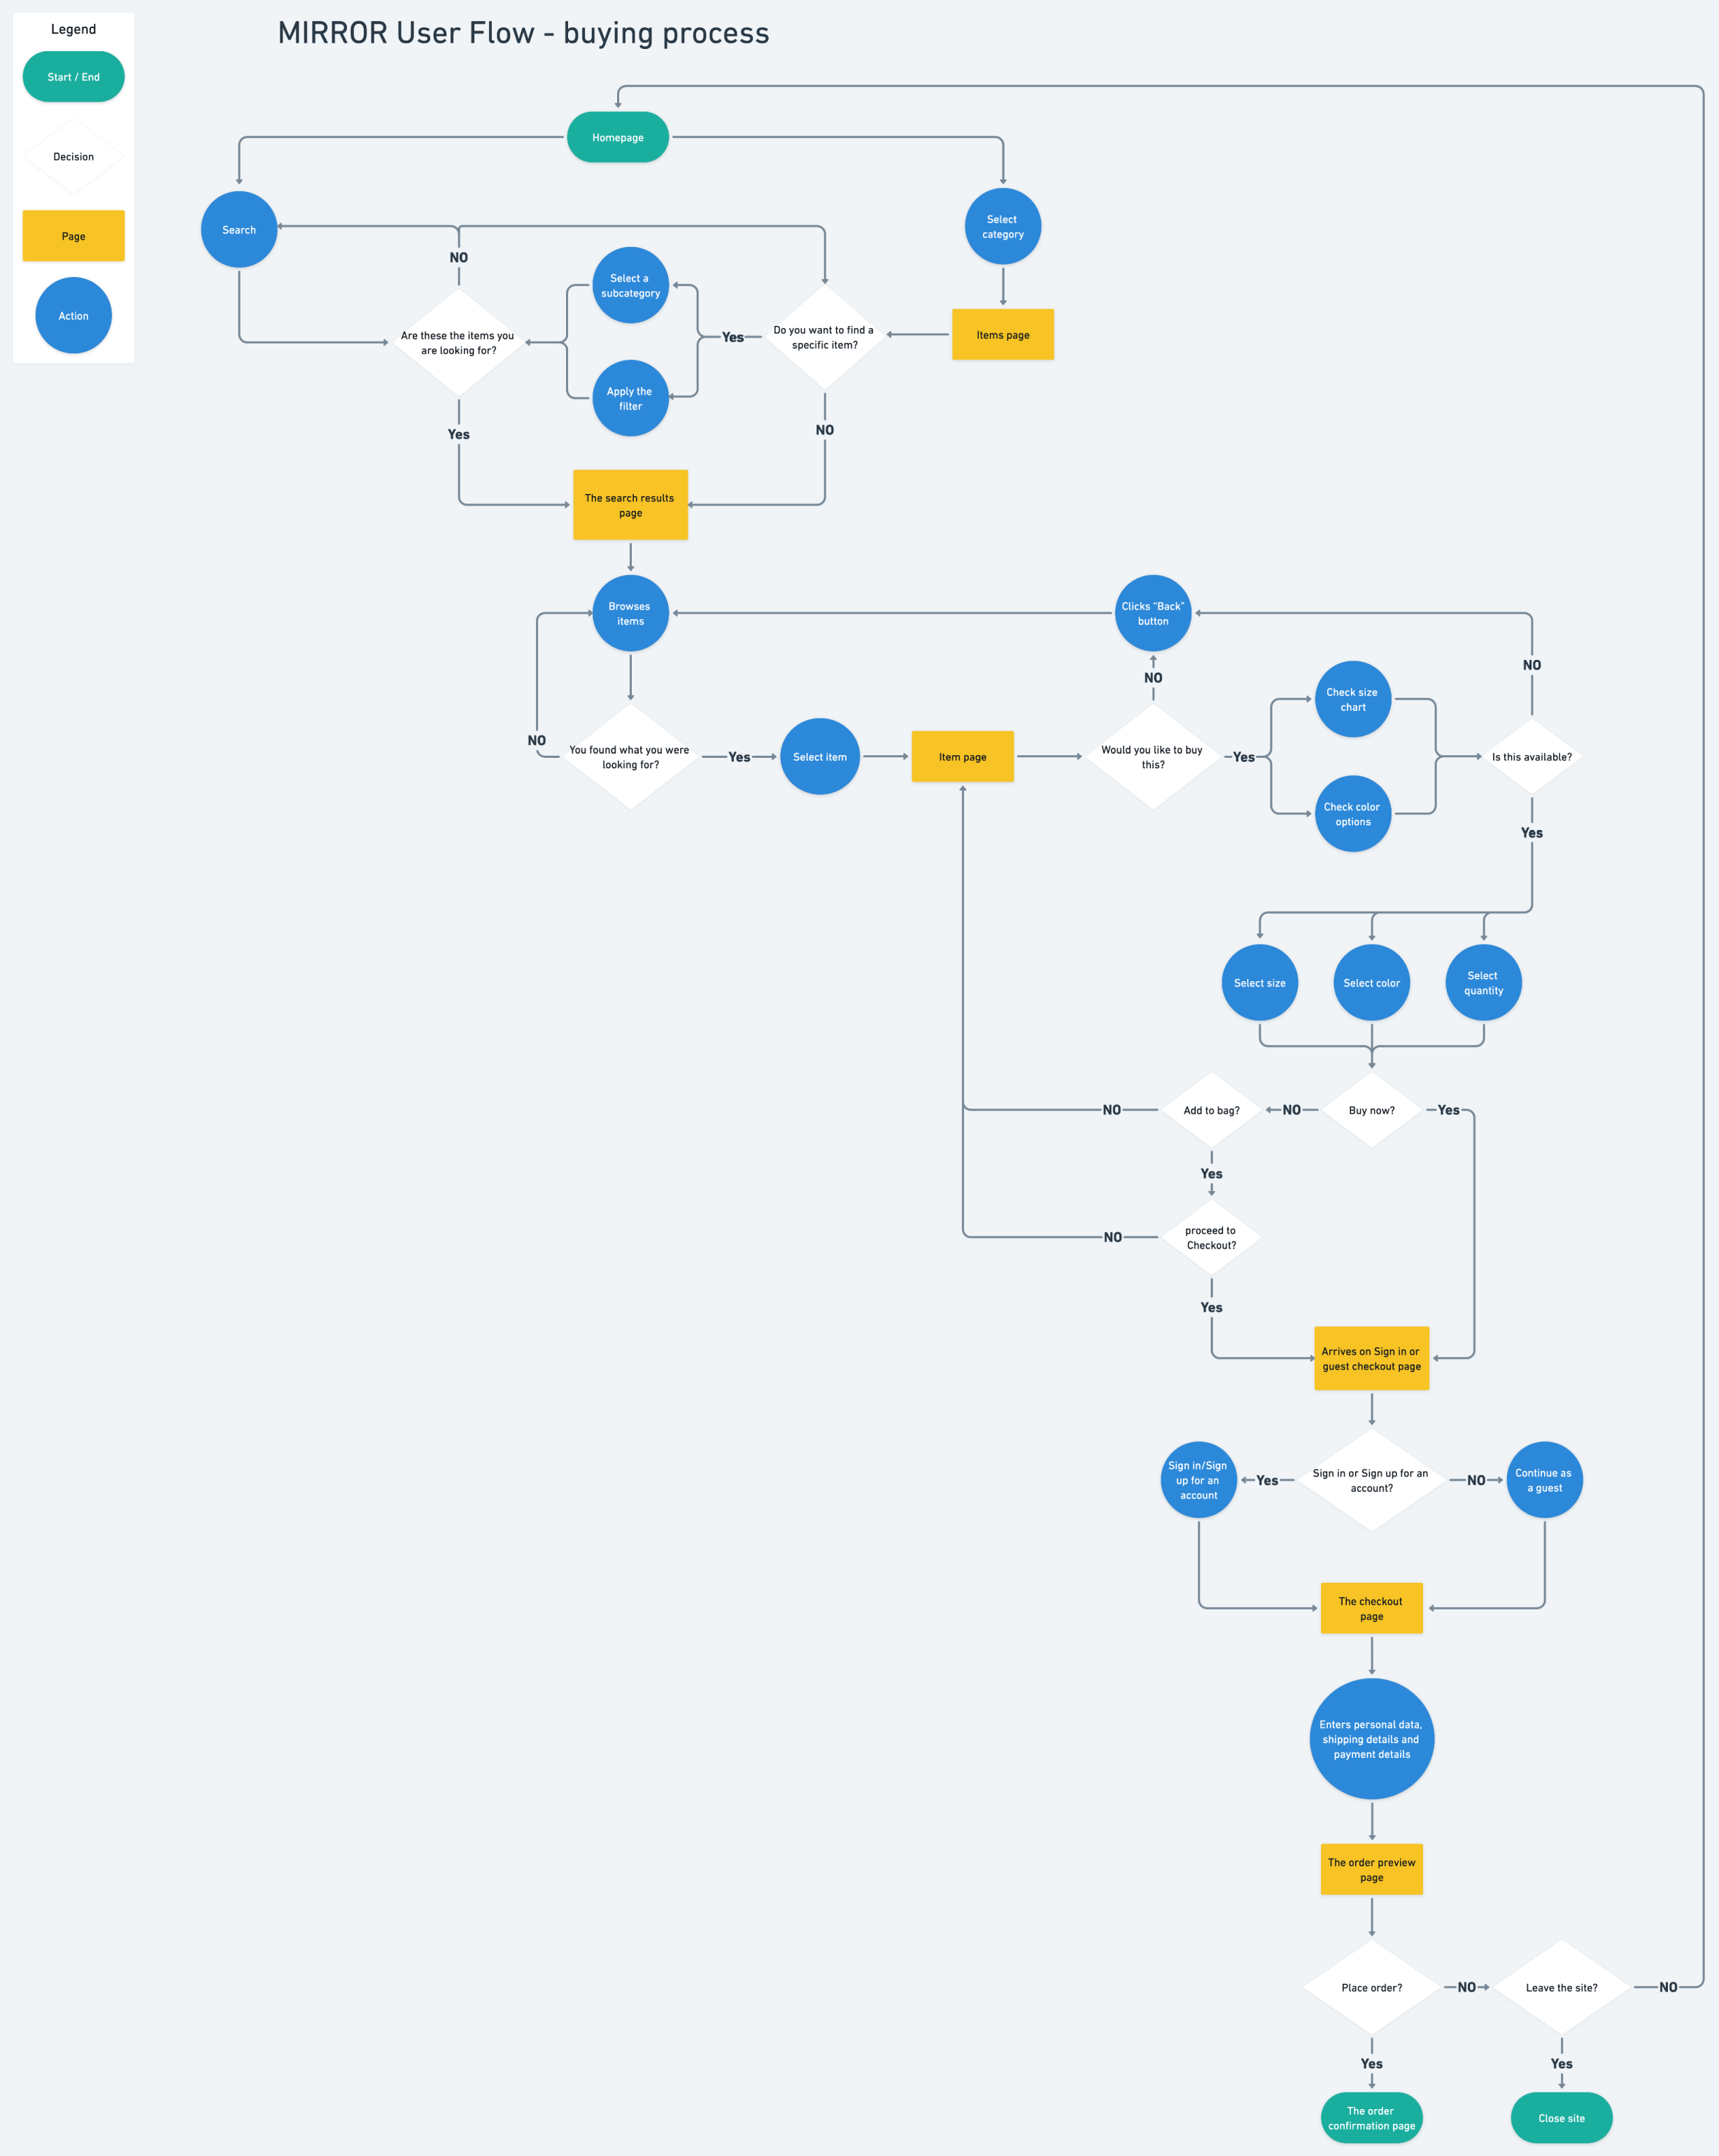 Legend
MIRROR User Flow - buying process
Start / End
Decision
Page
Action
Homepage
Search
Select
category
NO
Select a
subcategory
Are these the items you
are looking for?
Do you want to find a
specific item?
Yes
Items page
Apply the
filter
Yes
NO
The search results
page
Browses
items
Clicks “Back”
button
NO
NO
Check size
chart
NO
You found what you were
looking for?
Yes
Select item
Item page
Would you like to buy
this?
Yes
Is this available?
Check color
options
Yes
Select size
Select color
Select
quantity
NO
Add to bag?
NO
Buy now?
Yes
Yes
proceed to
Checkout?
NO
Yes
Arrives on Sign in or
guest checkout page
Sign in/Sign
up for an
account
Yes
Sign in or Sign up for an
account?
NO
Continue as
a guest
The checkout
page
Enters personal data,
shipping details and
payment details
The order preview
page
Place order?
NO
Leave the site?
NO
Yes
Yes
The order
confirmation page
Close site